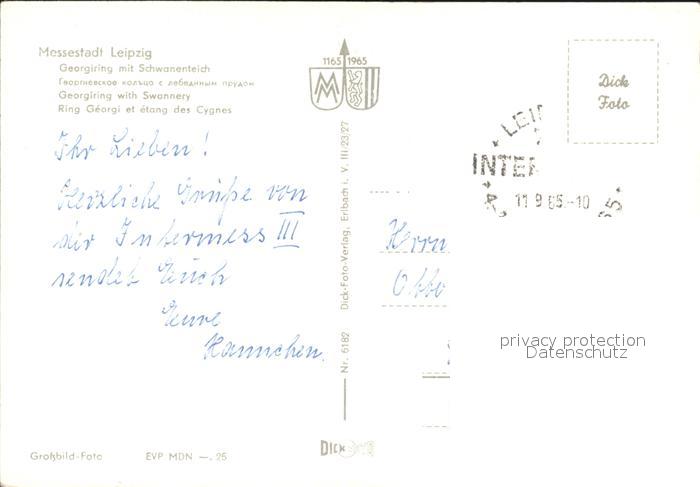 Messestadt Leipzig
Georgiring mit Schwanenteich
Георгиевское кольцо с лебединым прудом
Georgiring with Swannery
Ring Géorgi et étang des Cygnes
Ihr Lieben!
Herzliche Grüße von
der Intermess III
sendet Euch
Eure
Hannchen.
Großbild-Foto
EVP MDN —.25
1165 1965
Nr. 6182 Dick-Foto-Verlag, Erlbach i. V. III/23/27
DICK
LEIP
INTER
11.9.65.-10
Dick
Foto
Herrn
privacy protection
Datenschutz